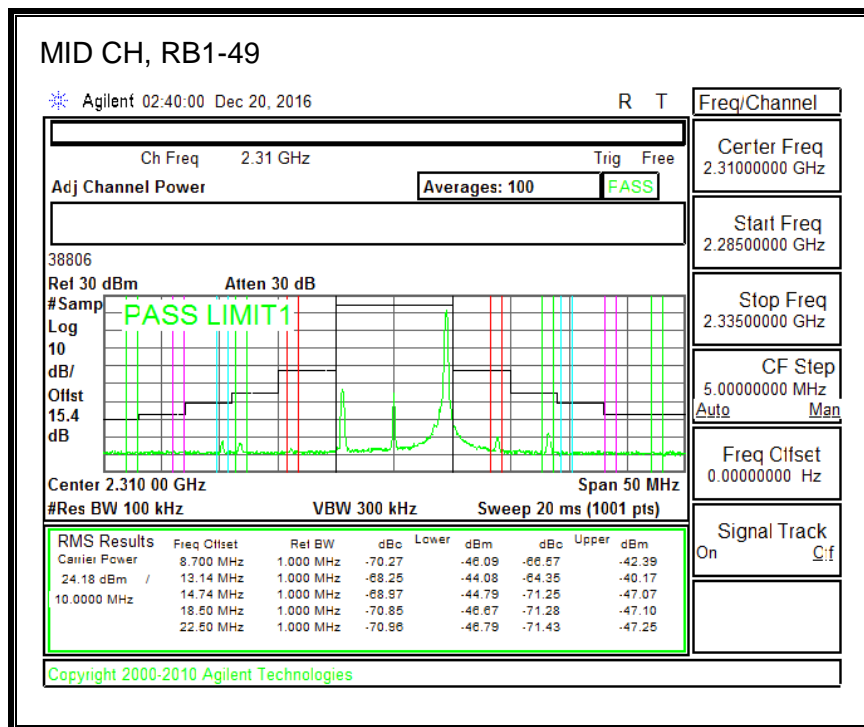 MID CH, RB1-49
Agilent 02:40:00 Dec 20, 2016 R T
Freq/Channel
Ch Freq 2.31 GHz Trig Free
Adj Channel Power Averages: 100 PASS
38806
Ref 30 dBm Atten 30 dB
#Samp
Log
10
dB/
Offst
15.4
dB
PASS LIMIT1
Center 2.310 00 GHz Span 50 MHz
#Res BW 100 kHz VBW 300 kHz Sweep 20 ms (1001 pts)
RMS Results Freq Offset Ref BW dBc Lower dBm dBc Upper dBm
Carrier Power 8.700 MHz 1.000 MHz -70.27 -46.09 -66.57 -42.39
24.18 dBm / 13.14 MHz 1.000 MHz -68.25 -44.08 -64.35 -40.17
10.0000 MHz 14.74 MHz 1.000 MHz -68.97 -44.79 -71.25 -47.07
18.50 MHz 1.000 MHz -70.85 -46.67 -71.28 -47.10
22.50 MHz 1.000 MHz -70.96 -46.79 -71.43 -47.25
Center Freq
2.31000000 GHz
Start Freq
2.28500000 GHz
Stop Freq
2.33500000 GHz
CF Step
5.00000000 MHz
Auto Man
Freq Offset
0.00000000 Hz
Signal Track
On Off
Copyright 2000-2010 Agilent Technologies